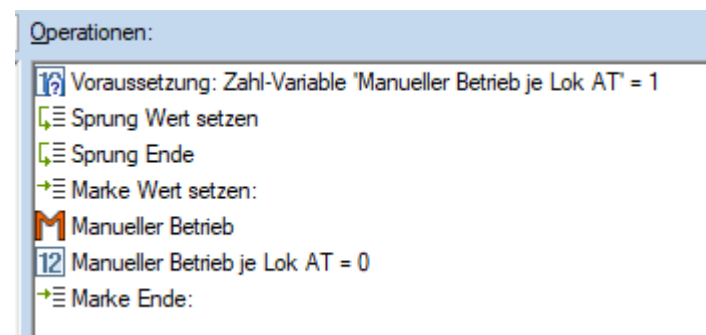 Operationen:
Voraussetzung: Zahl-Variable 'Manueller Betrieb je Lok AT' = 1
Sprung Wert setzen
Sprung Ende
Marke Wert setzen:
Manueller Betrieb
12 Manueller Betrieb je Lok AT = 0
Marke Ende: